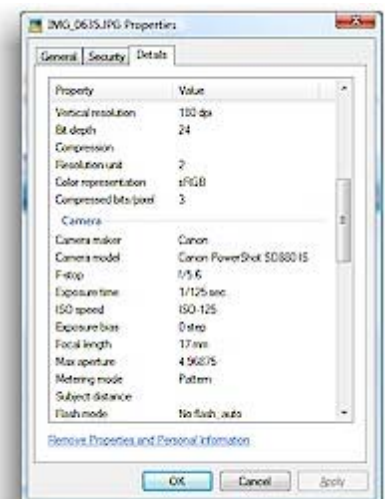 IMG_0635.JPG Properties
General Security Details
Property Value
Vertical resolution 180 dpi
Bit depth 24
Compression
Resolution unit 2
Color representation sRGB
Compressed bits/pixel 3
Camera
Camera maker Canon
Camera model Canon PowerShot SD880 IS
F-stop f/5.6
Exposure time 1/125 sec.
ISO speed ISO-125
Exposure bias 0 step
Focal length 17 mm
Max aperture 4.96875
Metering mode Pattern
Subject distance
Flash mode No flash, auto
Remove Properties and Personal Information
OK Cancel Apply